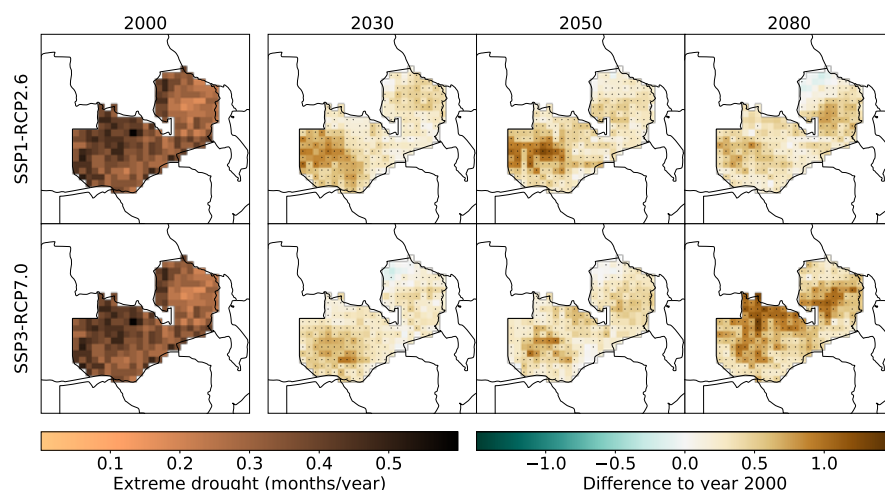 2000 2030 2050 2080
SSP1-RCP2.6
SSP3-RCP7.0
0.1 0.2 0.3 0.4 0.5
Extreme drought (months/year)
−1.0 −0.5 0.0 0.5 1.0
Difference to year 2000